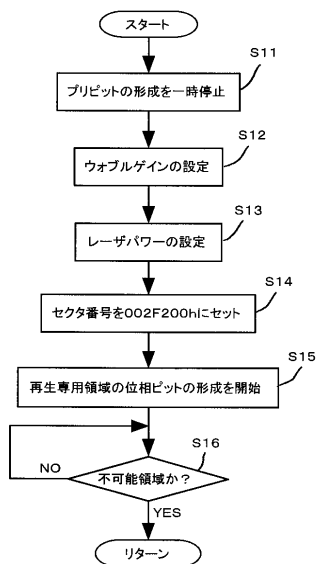 スタート
S11
プリピットの形成を一時停止
S12
ウォブルゲインの設定
S13
レーザパワーの設定
S14
セクタ番号を002F200hにセット
S15
再生専用領域の位相ピットの形成を開始
S16
不可能領域か?
NO
YES
リターン